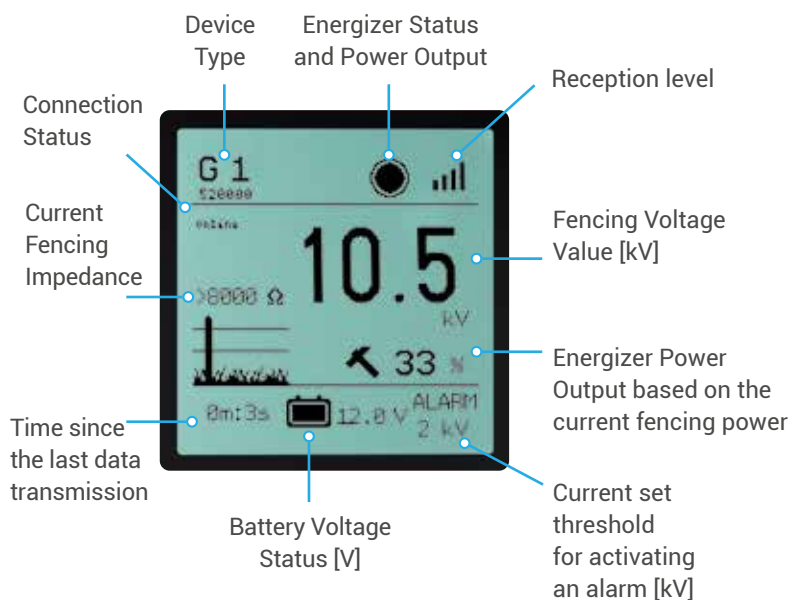 Device
Type
Energizer Status
and Power Output
Reception level
Connection
Status
Current
Fencing
Impedance
Fencing Voltage
Value [kV]
Energizer Power
Output based on the
current fencing power
Time since
the last data
transmission
Battery Voltage
Status [V]
Current set
threshold
for activating
an alarm [kV]
G 1
520000
online
10.5
kV
>8000 Ω
33 %
0m:3s
12.0 V
ALARM
2 kV